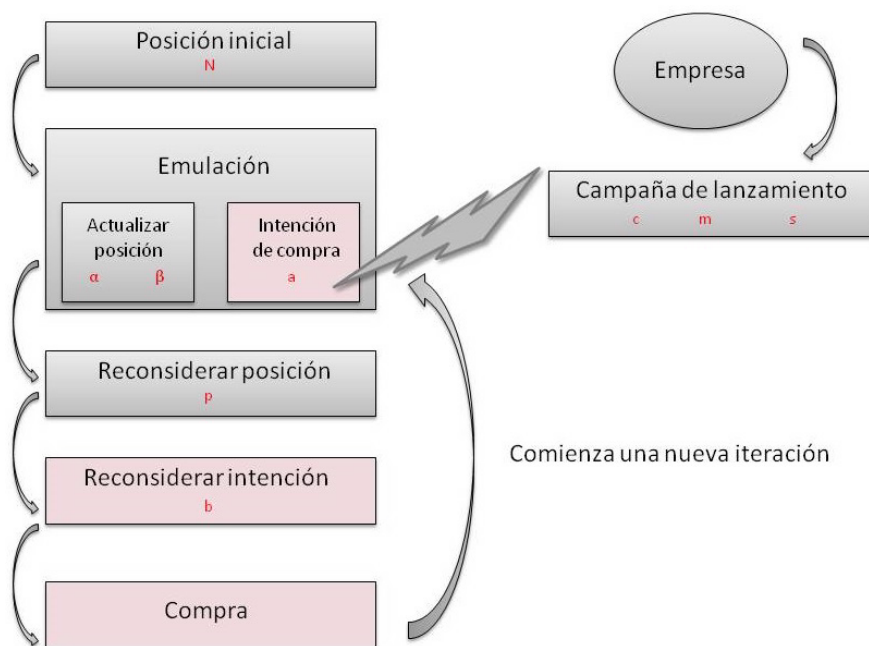 Posición inicial
N
Emulación
Actualizar
posición
α β
Intención
de compra
a
Reconsiderar posición
p
Reconsiderar intención
b
Compra
Empresa
Campaña de lanzamiento
c m s
Comienza una nueva iteración